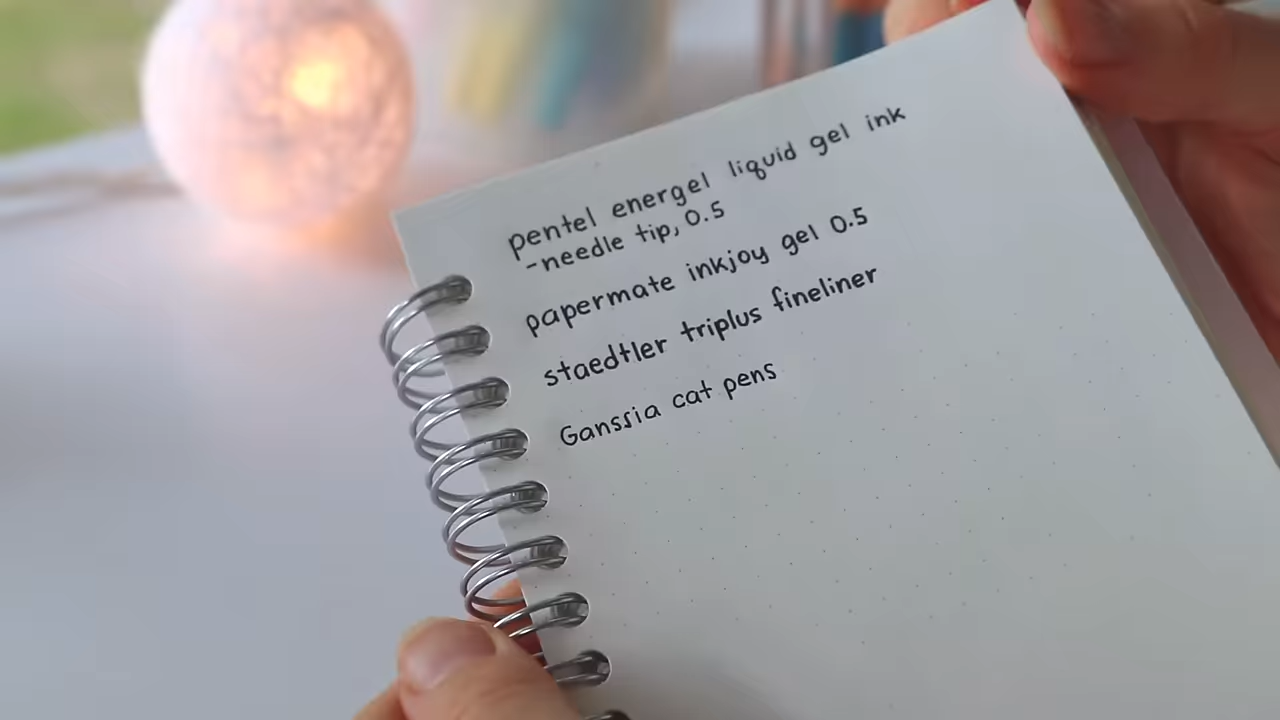 pentel energel liquid gel ink
-needle tip, 0.5
papermate inkjoy gel 0.5
staedtler triplus fineliner
Ganssia cat pens